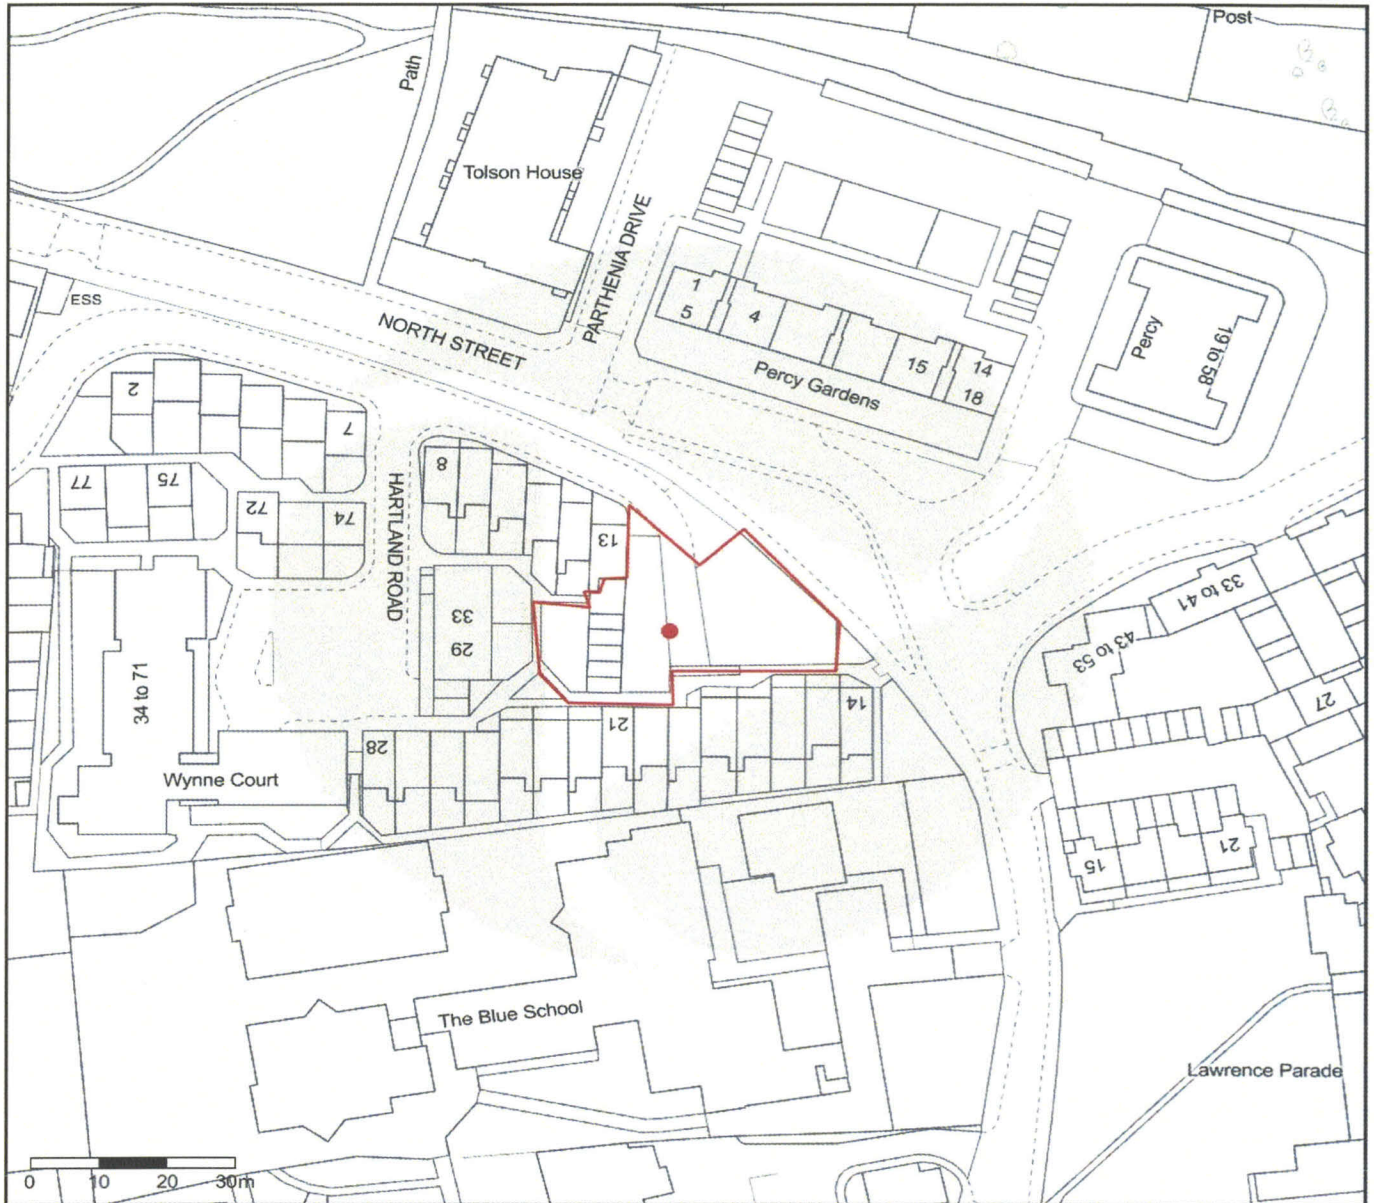 Post
Path
Tolson House
PARTHENIA DRIVE
ESS
NORTH STREET
1
5
4
15
14
18
Percy Gardens
Percy
19 to 58
2
7
77
75
72
74
HARTLAND ROAD
8
13
33
29
33 to 41
43 to 53
27
34 to 71
28
21
14
Wynne Court
15
21
The Blue School
Lawrence Parade
0 10 20 30m